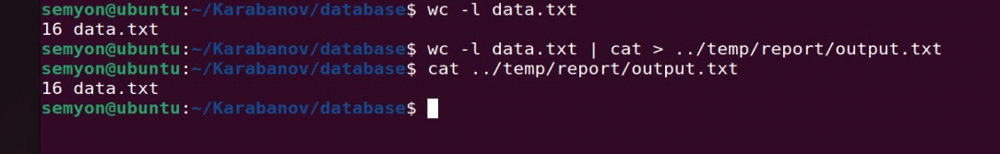 semyon@ubuntu:~/Karabanov/database$ wc -l data.txt
16 data.txt
semyon@ubuntu:~/Karabanov/database$ wc -l data.txt | cat > ../temp/report/output.txt
semyon@ubuntu:~/Karabanov/database$ cat ../temp/report/output.txt
16 data.txt
semyon@ubuntu:~/Karabanov/database$